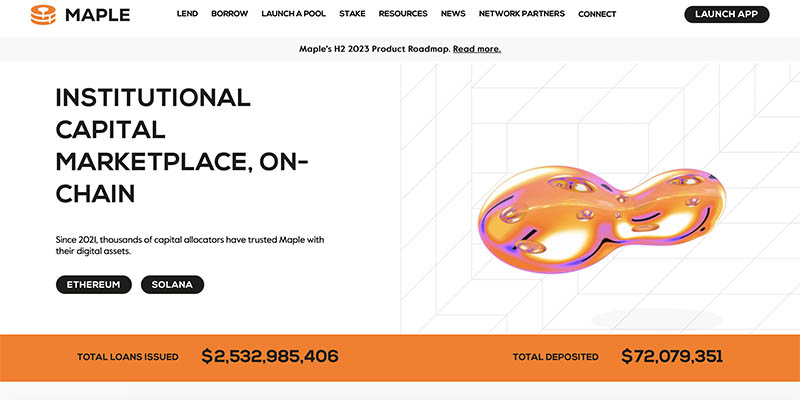 MAPLE LEND BORROW LAUNCH A POOL STAKE RESOURCES NEWS NETWORK PARTNERS CONNECT LAUNCH APP
Maple's H2 2023 Product Roadmap. Read more.
INSTITUTIONAL
CAPITAL
MARKETPLACE, ON-
CHAIN
Since 2021, thousands of capital allocators have trusted Maple with
their digital assets.
ETHEREUM SOLANA
TOTAL LOANS ISSUED $2,532,985,406 TOTAL DEPOSITED $72,079,351